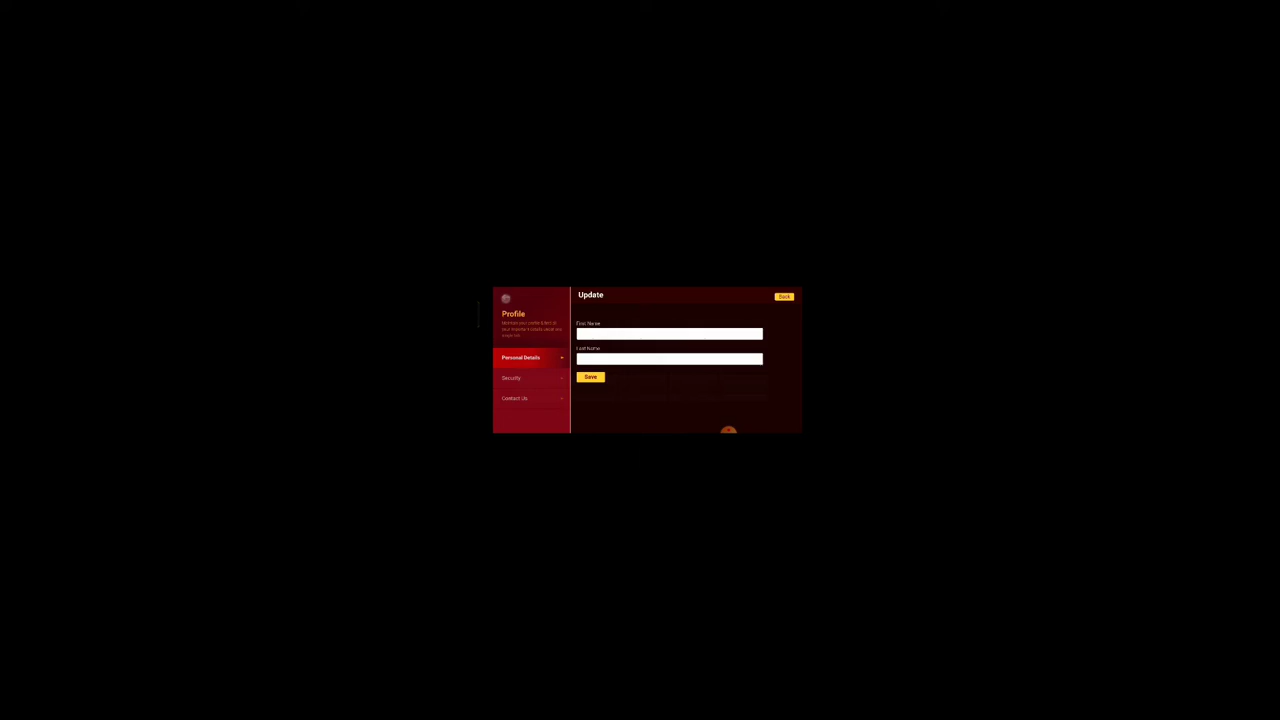 Profile
Personal Details
Security
Contact Us
Update
Back
First Name
Last Name
Save